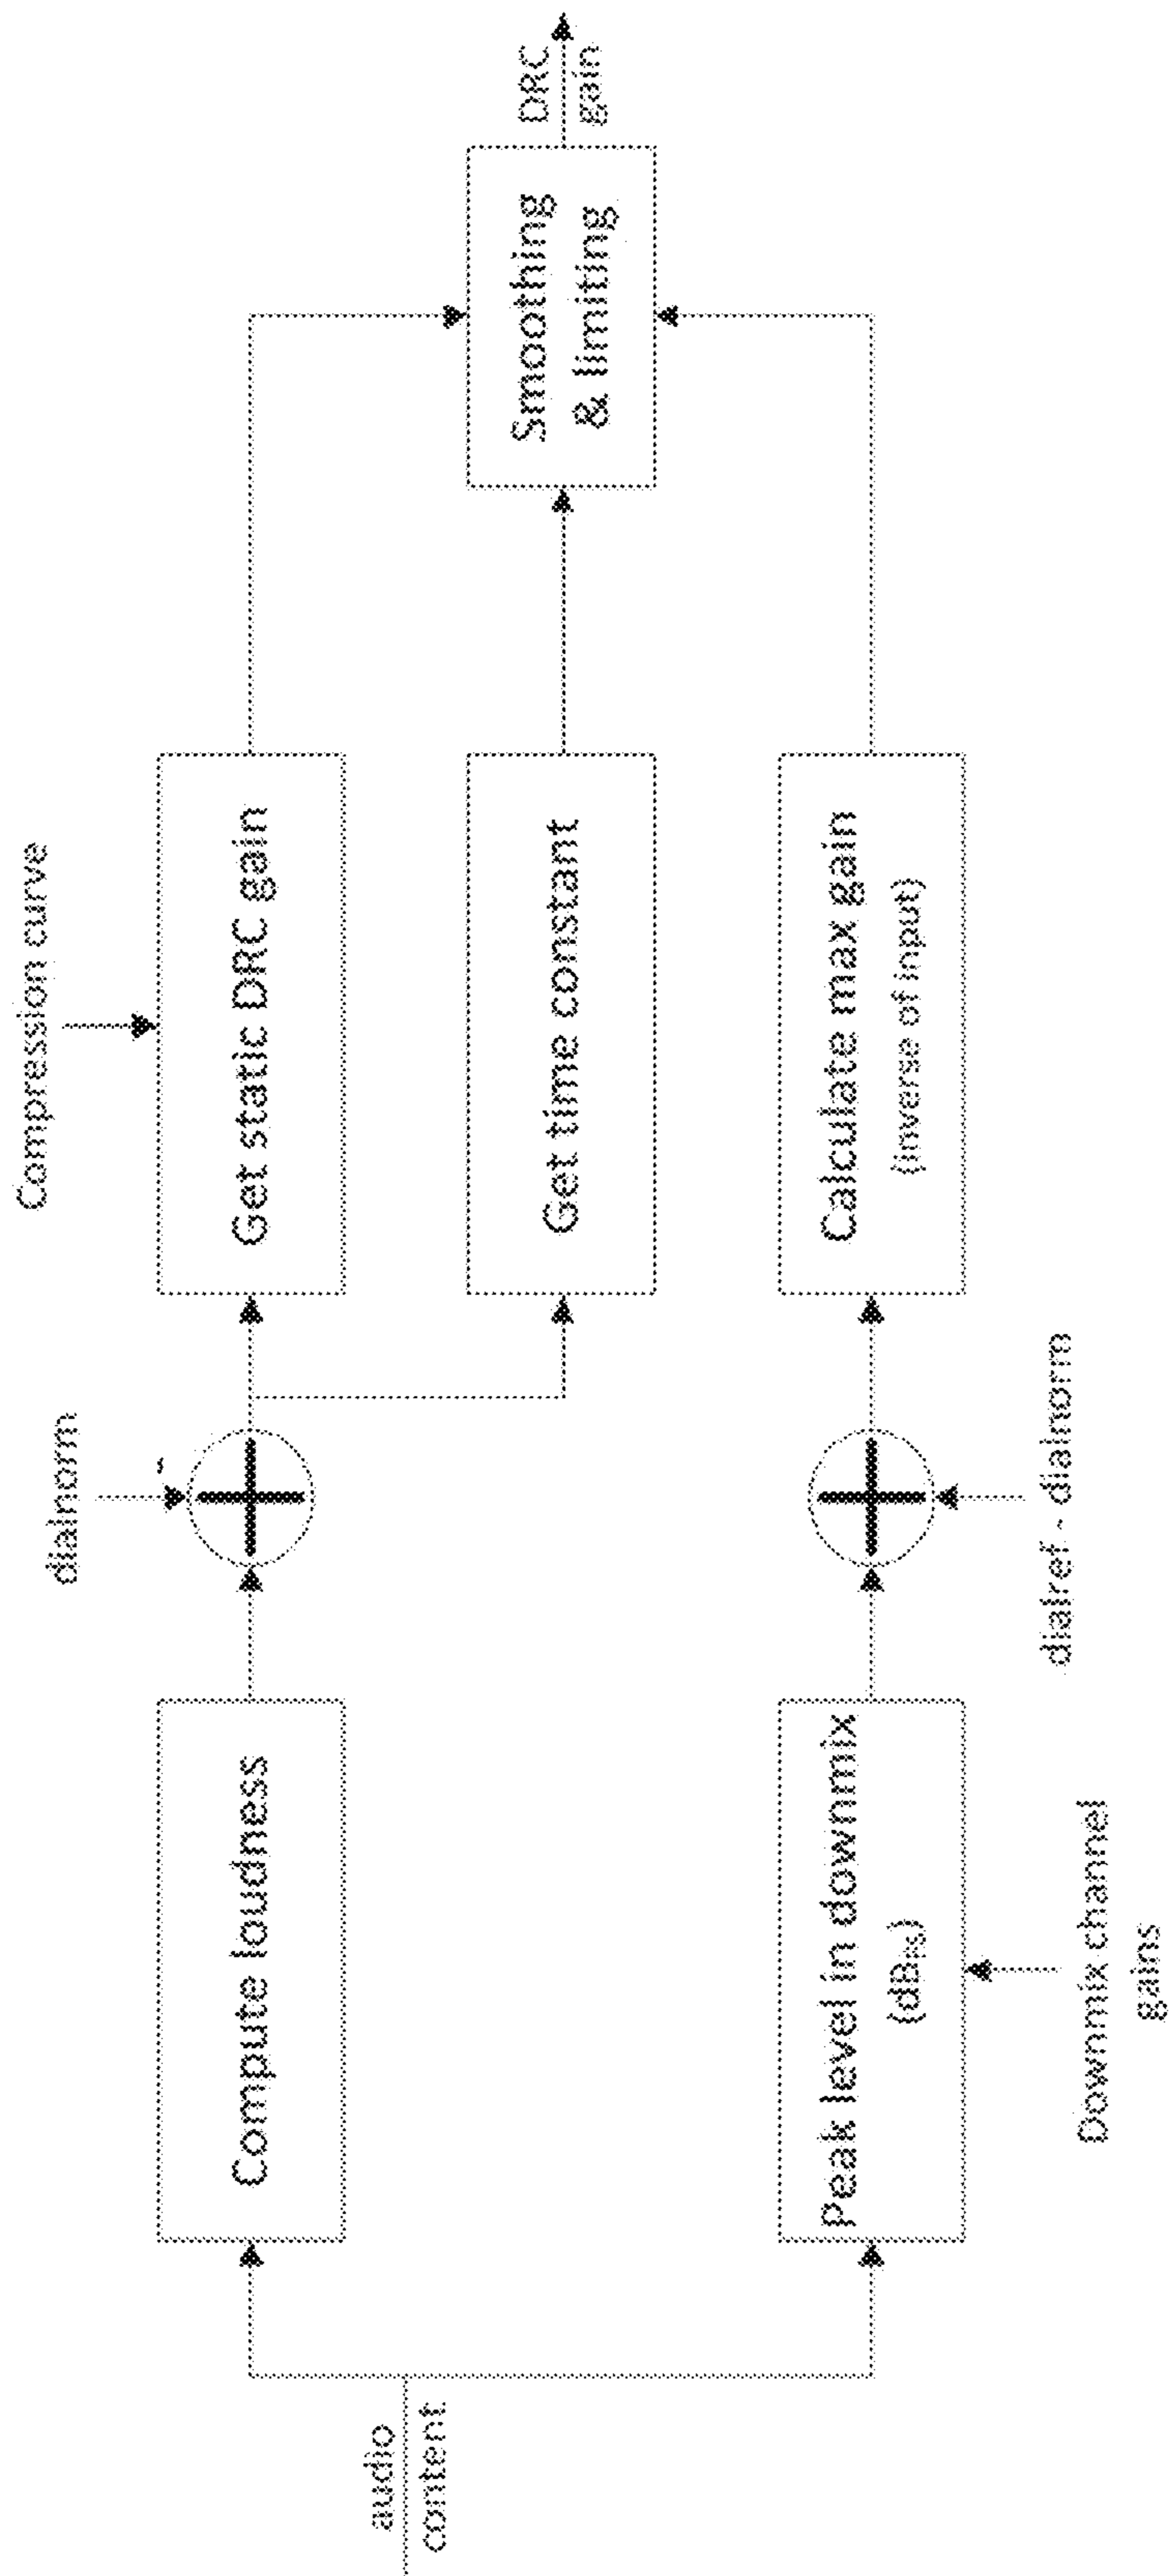 audio
content
Compute loudness
Peak level in downmix
(dBFS)
Downmix channel
gains
dialnorm
-
dialref - dialnorm
Compression curve
Get static DRC gain
Get time constant
Calculate max gain
(inverse of input)
Smoothing
& limiting
DRC
gain